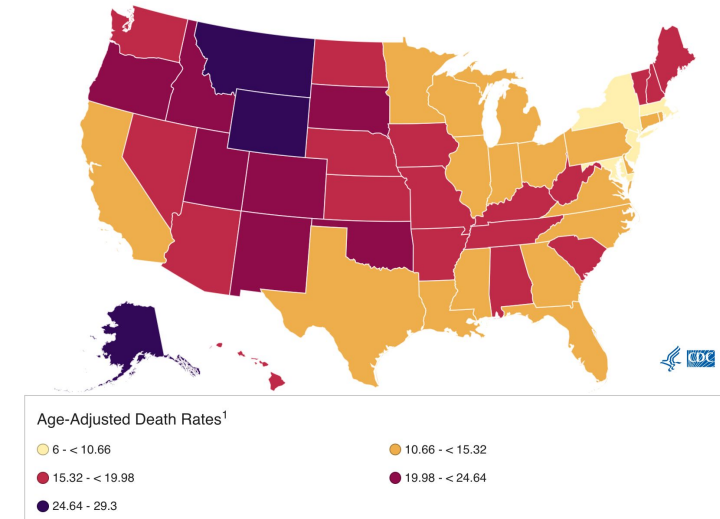 CDC
Age-Adjusted Death Rates¹
6 - < 10.66
10.66 - < 15.32
15.32 - < 19.98
19.98 - < 24.64
24.64 - 29.3